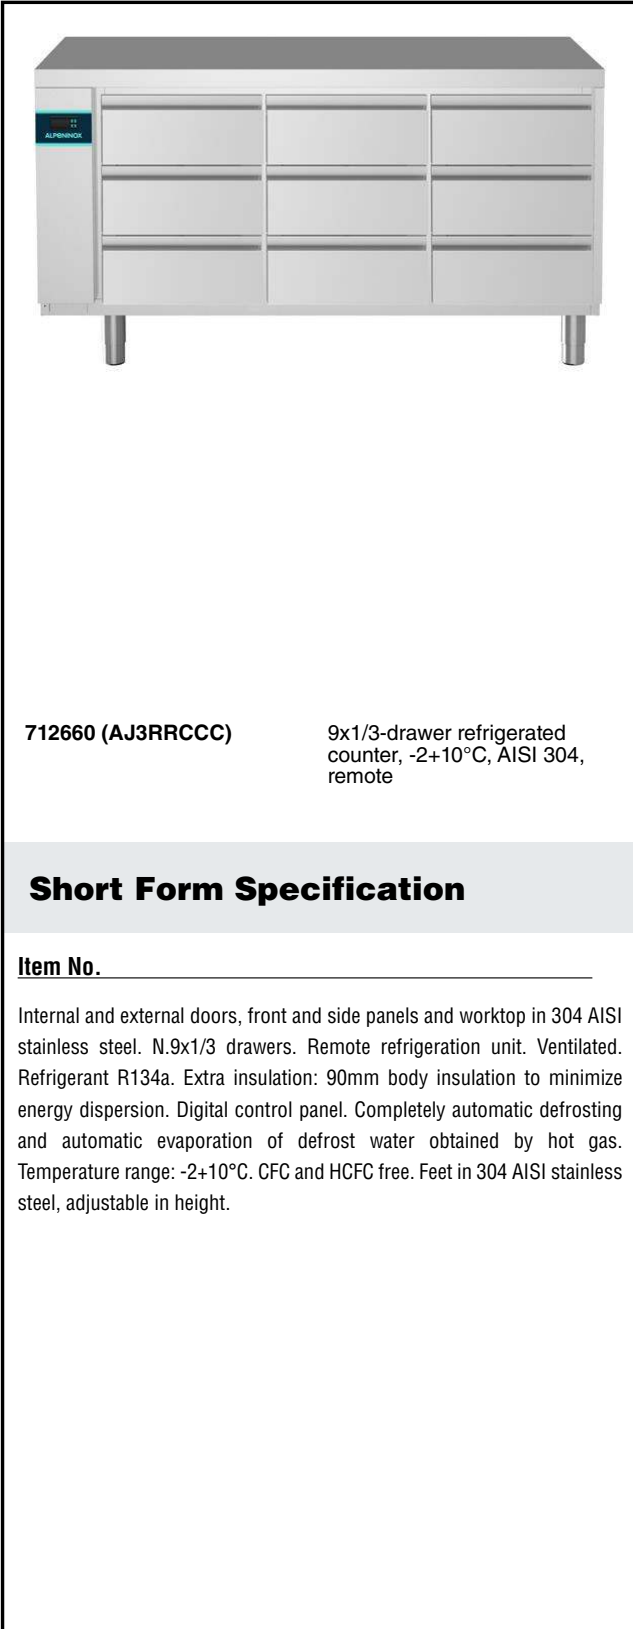 ALPENINOX
712660 (AJ3RRCCC)
9x1/3-drawer refrigerated
counter, -2+10°C, AISI 304,
remote
Short Form Specification
Item No.
Internal and external doors, front and side panels and worktop in 304 AISI
stainless steel. N.9x1/3 drawers. Remote refrigeration unit. Ventilated.
Refrigerant R134a. Extra insulation: 90mm body insulation to minimize
energy dispersion. Digital control panel. Completely automatic defrosting
and automatic evaporation of defrost water obtained by hot gas.
Temperature range: -2+10°C. CFC and HCFC free. Feet in 304 AISI stainless
steel, adjustable in height.